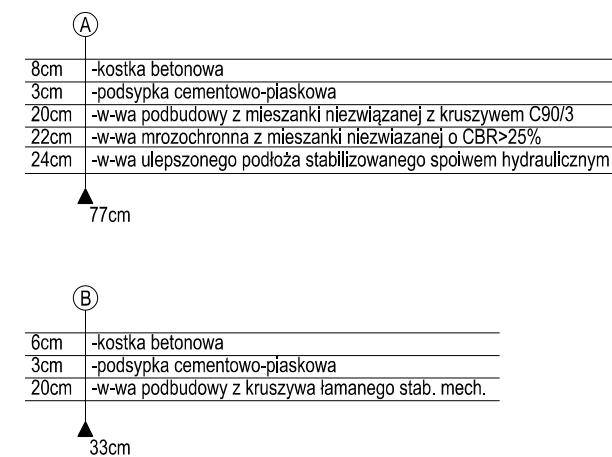 A
8cm -kostka betonowa
3cm -podsypka cementowo-piaskowa
20cm -w-wa podbudowy z mieszanki niezwiązanej z kruszywem C90/3
22cm -w-wa mrozochronna z mieszanki niezwiazanej o CBR>25%
24cm -w-wa ulepszonego podłoża stabilizowanego spoiwem hydraulicznym
77cm
B
6cm -kostka betonowa
3cm -podsypka cementowo-piaskowa
20cm -w-wa podbudowy z kruszywa łamanego stab. mech.
33cm